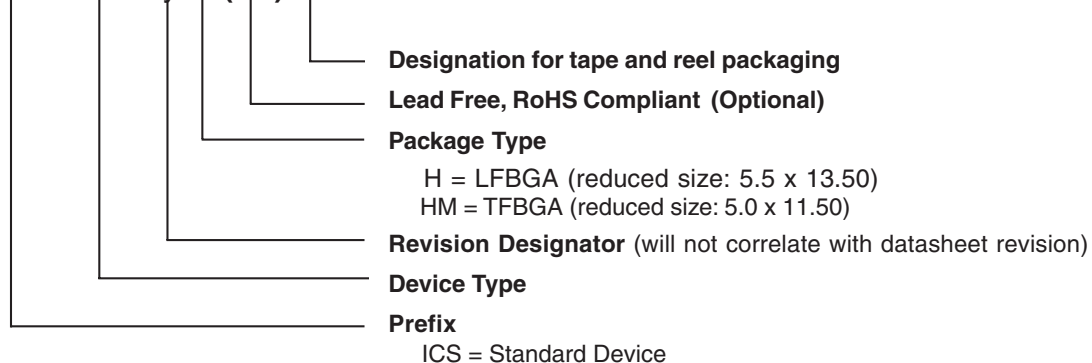 Designation for tape and reel packaging
Lead Free, RoHS Compliant (Optional)
Package Type
H = LFBGA (reduced size: 5.5 x 13.50)
HM = TFBGA (reduced size: 5.0 x 11.50)
Revision Designator (will not correlate with datasheet revision)
Device Type
Prefix
ICS = Standard Device